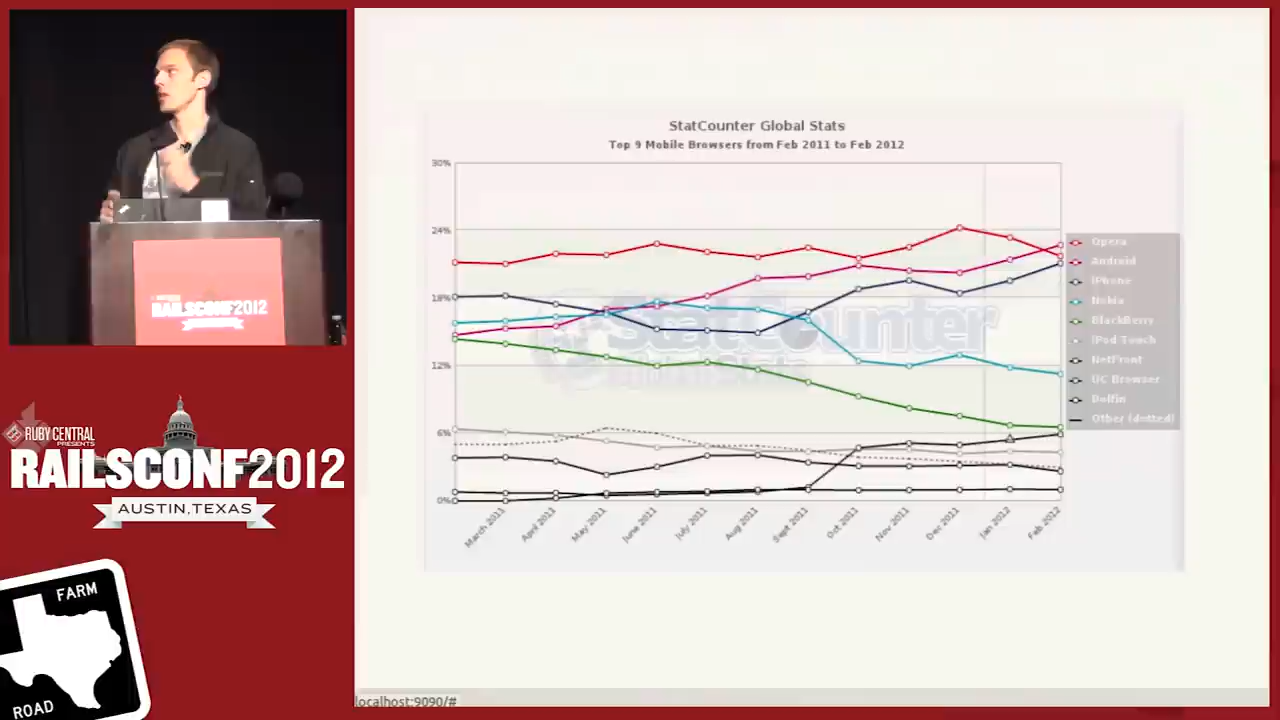 StatCounter Global Stats
Top 9 Mobile Browsers from Feb 2011 to Feb 2012
30%
24%
18%
12%
6%
0%
March 2011
April 2011
May 2011
June 2011
July 2011
Aug 2011
Sept 2011
Oct 2011
Nov 2011
Dec 2011
Jan 2012
Feb 2012
Opera
Android
iPhone
Nokia
BlackBerry
iPod Touch
NetFront
UC Browser
Dolfin
Other (dotted)
StatCounter
Global Stats
localhost:9090/#
RAILSCONF2012
RUBY CENTRAL
PRESENTS
RAILSCONF2012
AUSTIN, TEXAS
FARM
ROAD